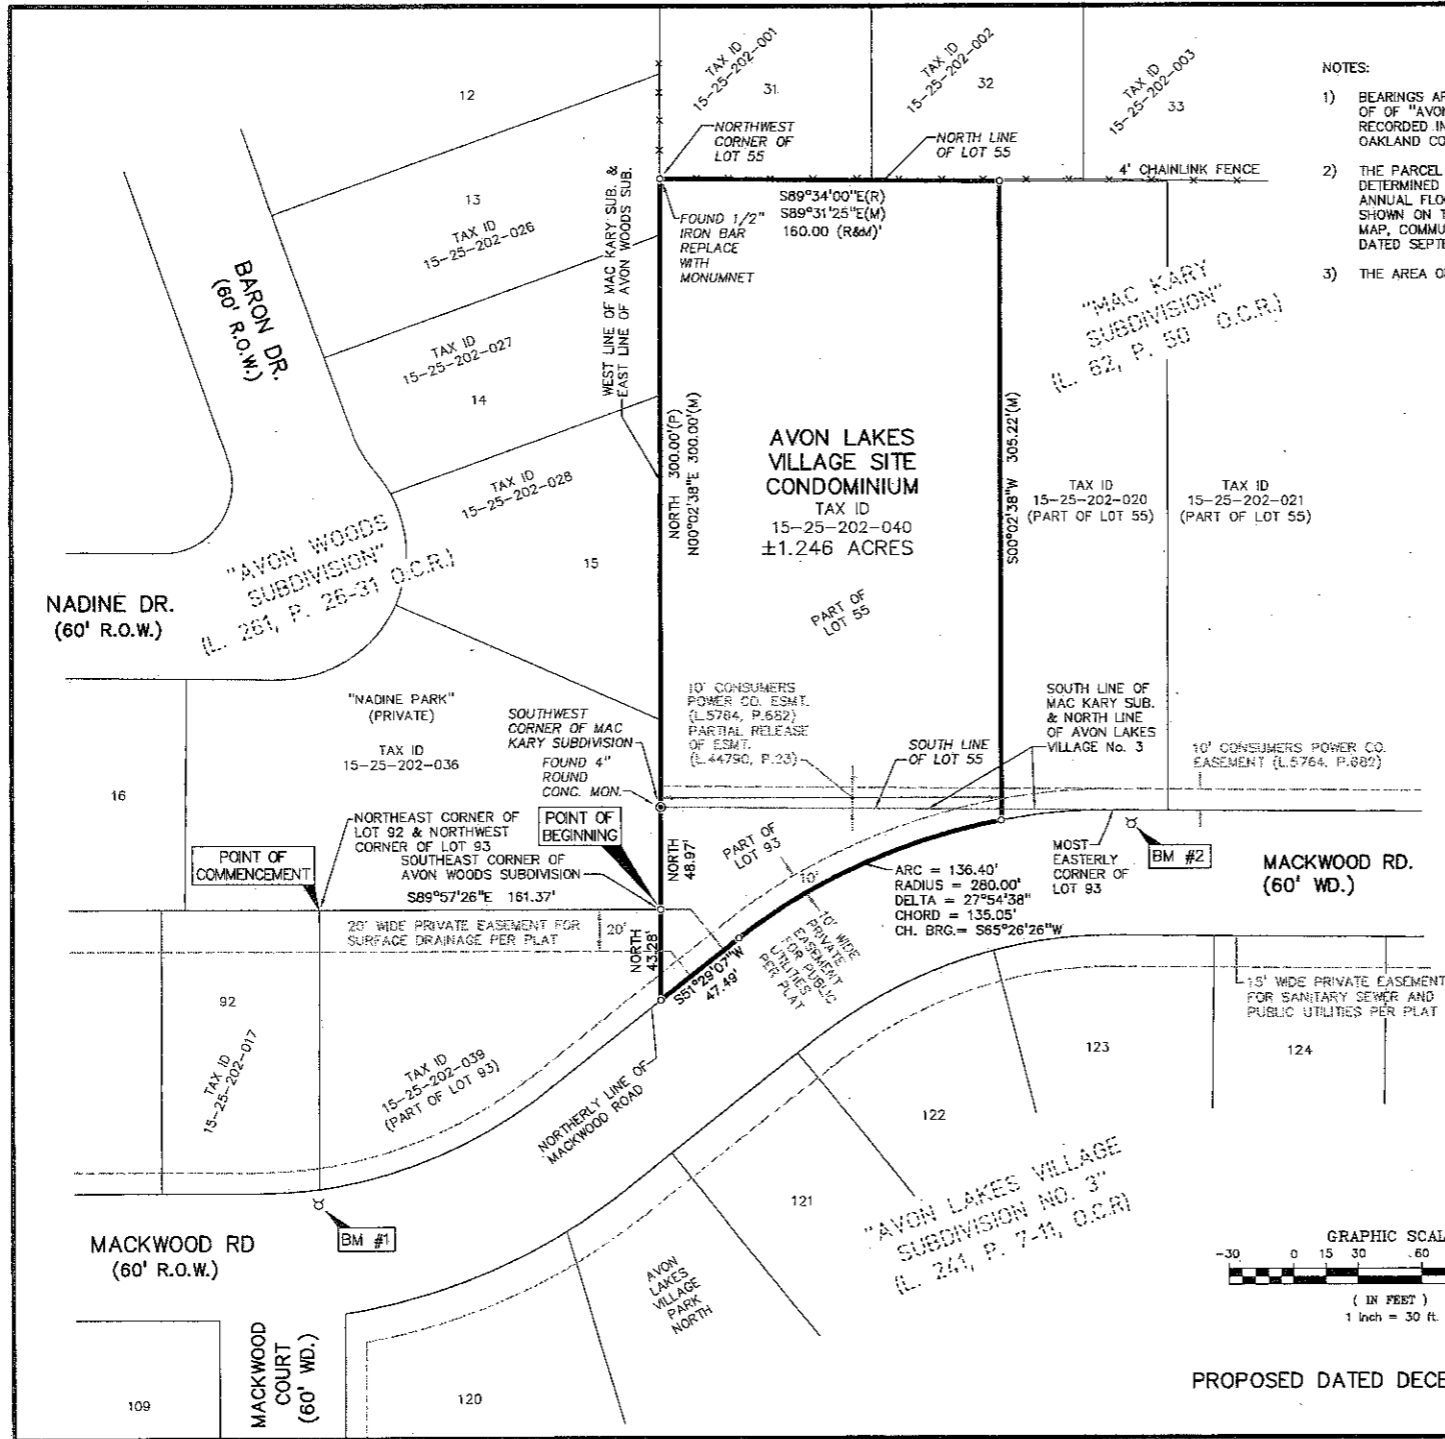 TAX ID
15-25-202-001
31
TAX ID
15-25-202-002
32
TAX ID
15-25-202-003
33
12
NORTHWEST
CORNER OF
LOT 55
NORTH LINE
OF LOT 55
4' CHAINLINK FENCE
NOTES:
1) BEARINGS
OF OF "AVON
RECORDED IN
OAKLAND CO
2) THE PARCEL
DETERMINED
ANNUAL FLO
SHOWN ON T
MAP, COMMU
DATED SEPTE
3) THE AREA O
13
TAX ID
15-25-202-026
S89°34'00"E(R)
S89°31'25"E(M)
160.00 (R&M)'
FOUND 1/2"
IRON BAR
REPLACE
WITH
MONUMNET
WEST LINE OF MAC KARY SUB. &
EAST LINE OF AVON WOODS SUB.
BARON DR.
(60' R.O.W.)
"MAC KARY
SUBDIVISION"
(L. 62, P. 50 O.C.R.)
TAX ID
15-25-202-027
14
NORTH 300.00'(P)
N00°02'38"E 300.00'(M)
S00°02'38"W 305.22'(M)
AVON LAKES
VILLAGE SITE
CONDOMINIUM
TAX ID
15-25-202-040
±1.246 ACRES
TAX ID
15-25-202-028
TAX ID
15-25-202-020
(PART OF LOT 55)
TAX ID
15-25-202-021
(PART OF LOT 55)
"AVON WOODS
SUBDIVISION"
(L. 261, P. 26-31 O.C.R.)
15
NADINE DR.
(60' R.O.W.)
PART OF
LOT 55
"NADINE PARK"
(PRIVATE)
TAX ID
15-25-202-036
16
SOUTHWEST
CORNER OF MAC
KARY SUBDIVISION
FOUND 4"
ROUND
CONC. MON.
10' CONSUMERS
POWER CO. ESMT.
(L.5764, P.682)
PARTIAL RELEASE
OF ESMT.
(L.44790, P.23)
SOUTH LINE
OF LOT 55
SOUTH LINE OF
MAC KARY SUB.
& NORTH LINE
OF AVON LAKES
VILLAGE No. 3
10' CONSUMERS POWER CO.
EASEMENT (L.5764, P.682)
NORTHEAST CORNER OF
LOT 92 & NORTHWEST
CORNER OF LOT 93
POINT OF
BEGINNING
POINT OF
COMMENCEMENT
SOUTHEAST CORNER OF
AVON WOODS SUBDIVISION
S89°57'26"E 161.37'
NORTH
48.97'
PART OF
LOT 93
10'
ARC = 136.40'
RADIUS = 280.00'
DELTA = 27°54'38"
CHORD = 135.05'
CH. BRG.= S65°26'26"W
MOST
EASTERLY
CORNER OF
LOT 93
BM #2
MACKWOOD RD.
(60' WD.)
20' WIDE PRIVATE EASEMENT FOR
SURFACE DRAINAGE PER PLAT
20'
NORTH
43.28'
S51°29'07"W
47.49'
10' WIDE
PRIVATE
EASEMENT
FOR PUBLIC
UTILITIES
PER PLAT
15' WIDE PRIVATE EASEMENT
FOR SANITARY SEWER AND
PUBLIC UTILITIES PER PLAT
92
TAX ID
15-25-202-017
TAX ID
15-25-202-039
(PART OF LOT 93)
NORTHERLY LINE OF
MACKWOOD ROAD
123
124
122
121
"AVON LAKES VILLAGE
SUBDIVISION NO. 3"
(L. 241, P. 7-11, O.C.R)
BM #1
MACKWOOD RD
(60' R.O.W.)
AVON
LAKES
VILLAGE
PARK
NORTH
GRAPHIC SCAL
-30 0 15 30 60
( IN FEET )
1 inch = 30 ft.
MACKWOOD
COURT
(60' WD.)
109
120
PROPOSED DATED DECE